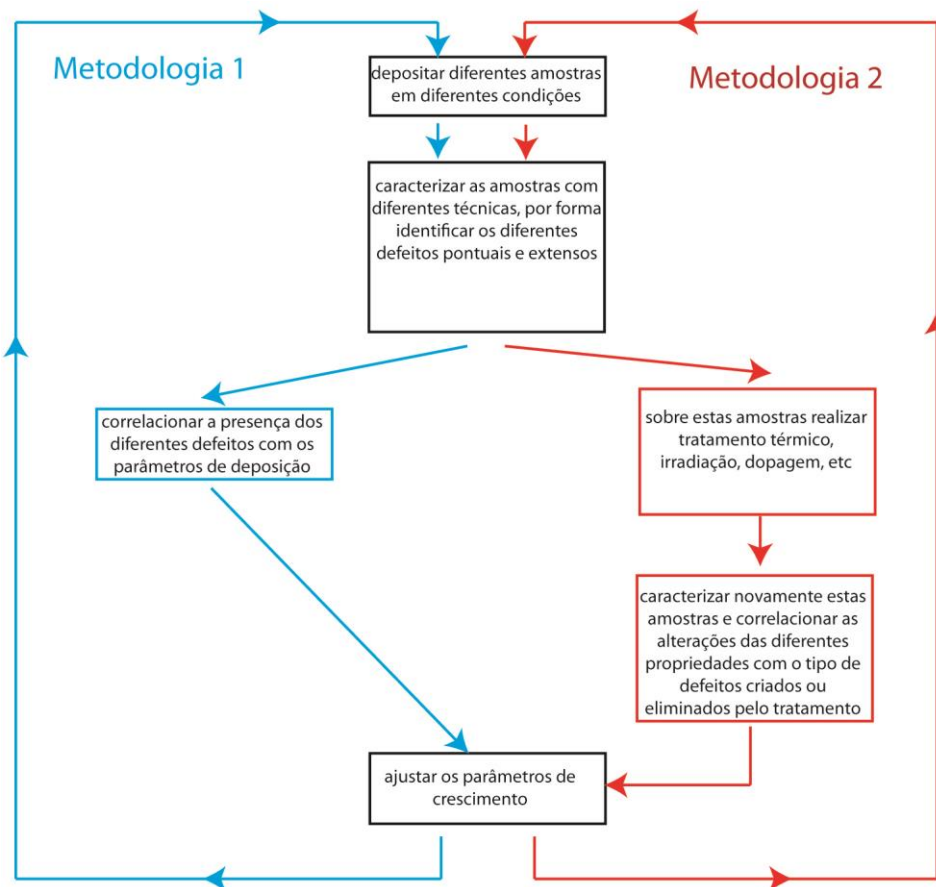 Metodologia 1
Metodologia 2
depositar diferentes amostras
em diferentes condições
caracterizar as amostras com
diferentes técnicas, por forma
identificar os diferentes
defeitos pontuais e extensos
correlacionar a presença dos
diferentes defeitos com os
parâmetros de deposição
sobre estas amostras realizar
tratamento térmico,
irradiação, dopagem, etc
caracterizar novamente estas
amostras e correlacionar as
alterações das diferentes
propriedades com o tipo de
defeitos criados ou
eliminados pelo tratamento
ajustar os parâmetros de
crescimento